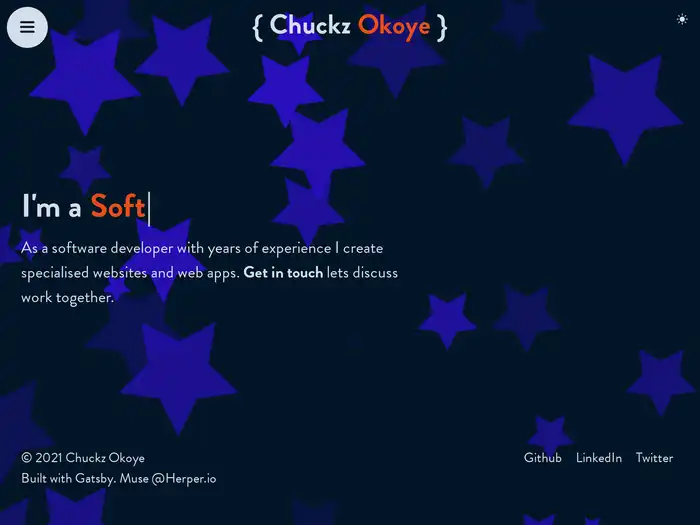 { Chuckz Okoye }
I'm a Soft
As a software developer with years of experience I create
specialised websites and web apps. Get in touch lets discuss
work together.
© 2021 Chuckz Okoye
Built with Gatsby. Muse @Herper.io
Github LinkedIn Twitter